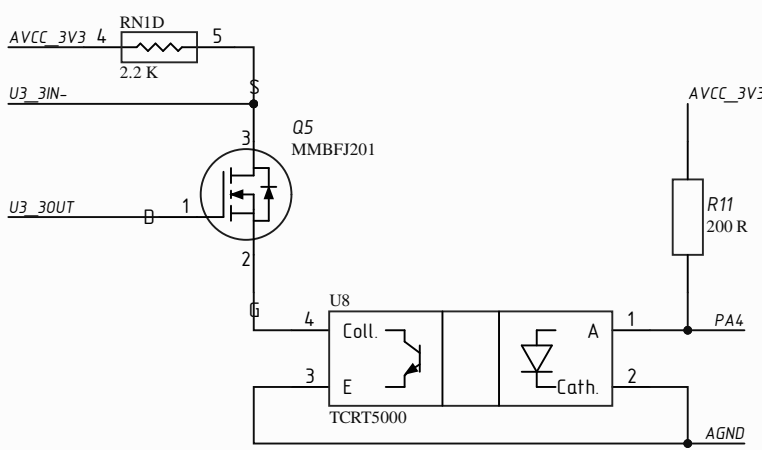 RN1D
AVCC_3V3 4 5
2.2 K
S
U3_3IN-
AVCC_3V3
3
Q5
MMBFJ201
U3_3OUT
D
1
R11
200 R
2
G
U8
4
Coll.
A
1
PA4
3
E
Cath.
2
TCRT5000
AGND